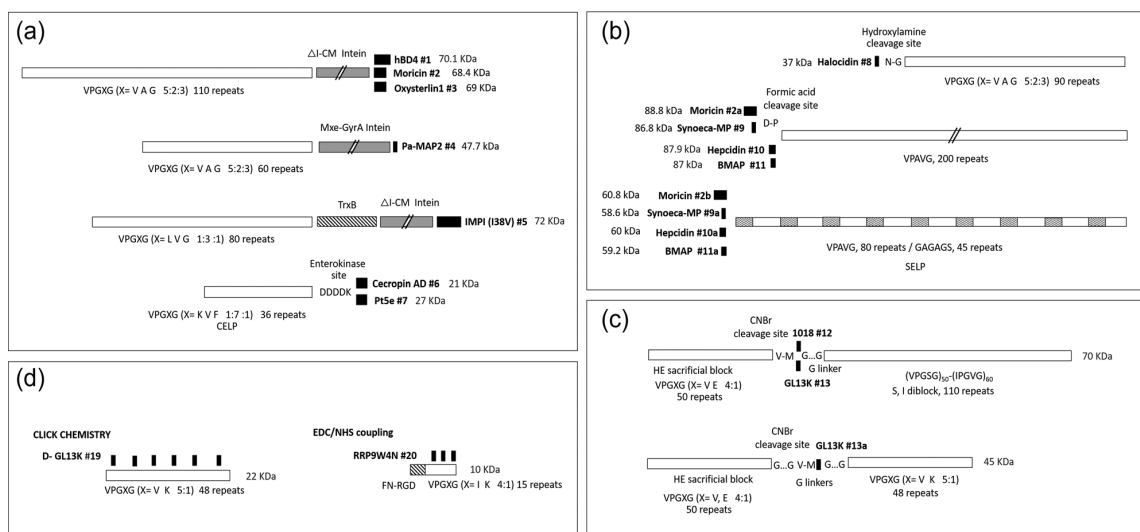 (a)
△I-CM Intein
hBD4 #1 70.1 KDa
Moricin #2 68.4 KDa
Oxysterlin1 #3 69 KDa
VPGXG (X= V A G 5:2:3) 110 repeats
Mxe-GyrA Intein
Pa-MAP2 #4 47.7 kDa
VPGXG (X= V A G 5:2:3) 60 repeats
TrxB
△I-CM Intein
IMPI (I38V) #5 72 KDa
VPGXG (X= L V G 1:3 :1) 80 repeats
Enterokinase
site
DDDDK
Cecropin AD #6 21 KDa
Pt5e #7 27 KDa
VPGXG (X= K V F 1:7 :1) 36 repeats
CELP
(b)
Hydroxylamine
cleavage site
37 kDa Halocidin #8 N-G
VPGXG (X= V A G 5:2:3) 90 repeats
Formic acid
cleavage site
D-P
88.8 kDa Moricin #2a
86.8 kDa Synoeca-MP #9
87.9 kDa Hepcidin #10
87 kDa BMAP #11
VPAVG, 200 repeats
60.8 kDa Moricin #2b
58.6 kDa Synoeca-MP #9a
60 kDa Hepcidin #10a
59.2 kDa BMAP #11a
VPAVG, 80 repeats / GAGAGS, 45 repeats
SELP
(c)
CNBr
cleavage site 1018 #12
V-M G...G
70 KDa
HE sacrificial block
G linker
GL13K #13
VPGXG (X= V E 4:1)
50 repeats
(VPGSG)50-(IPGVG)60
S, I diblock, 110 repeats
CNBr
cleavage site GL13K #13a
G...G V-M G...G
45 KDa
HE sacrificial block
G linkers
VPGXG (X= V, E 4:1)
50 repeats
VPGXG (X= V K 5:1)
48 repeats
(d)
CLICK CHEMISTRY
D- GL13K #19
22 KDa
VPGXG (X= V K 5:1) 48 repeats
EDC/NHS coupling
RRP9W4N #20
10 kDa
FN-RGD VPGXG (X= I K 4:1) 15 repeats